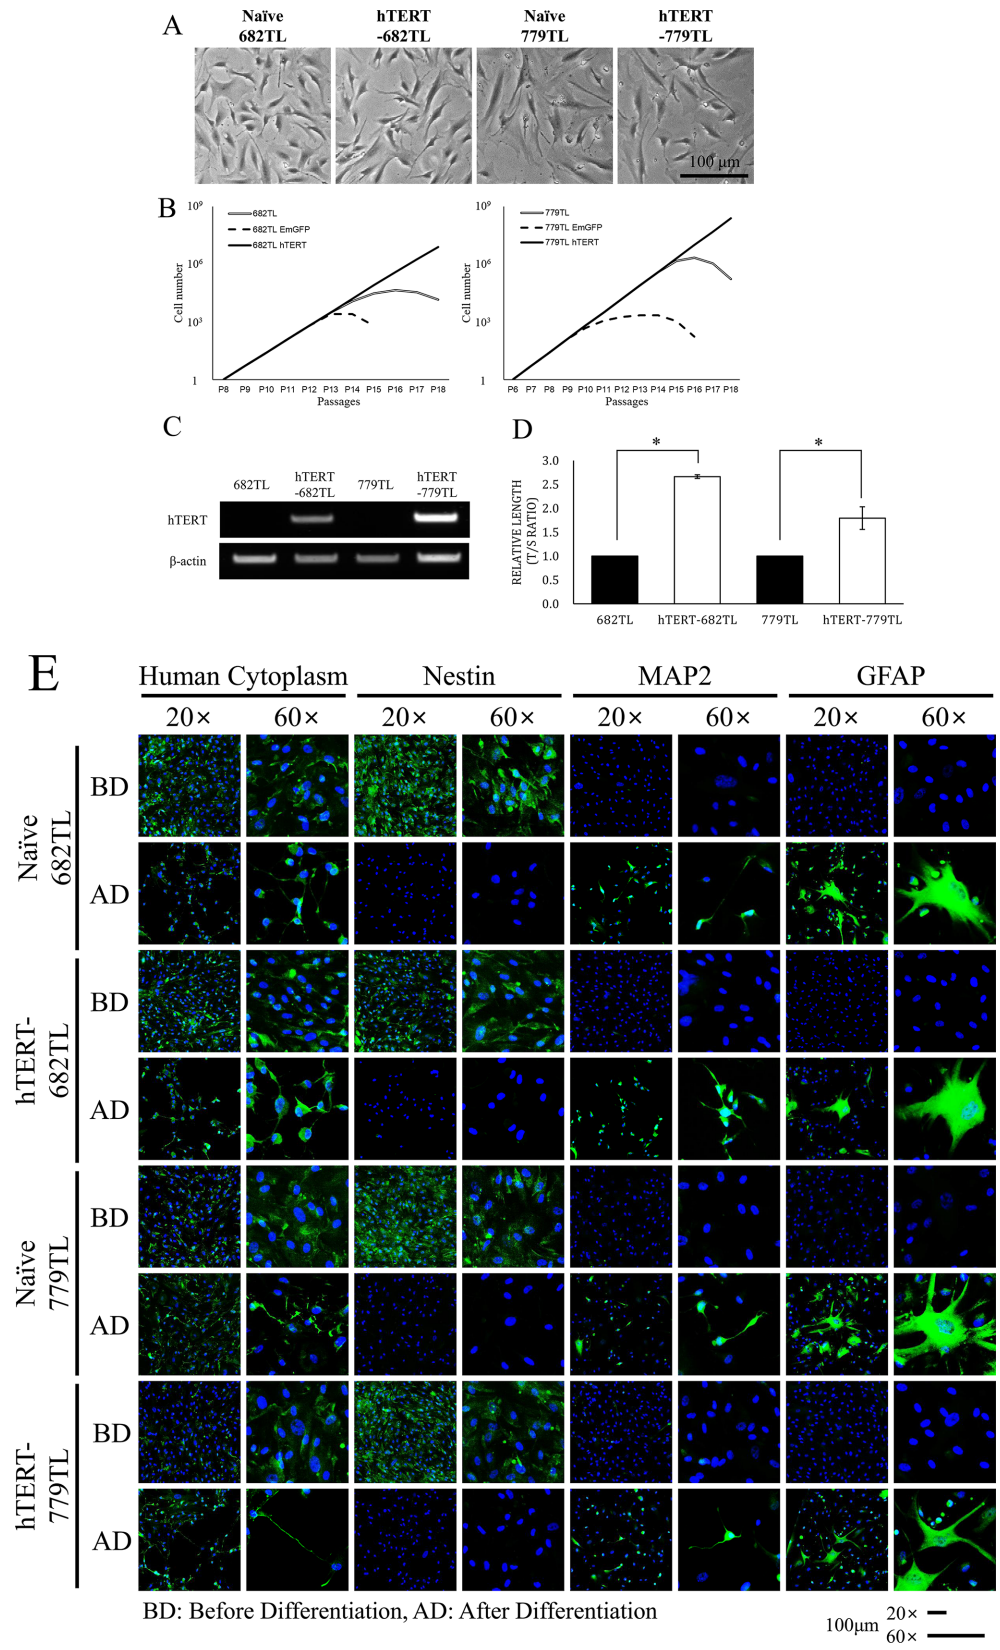 A
Naïve
682TL
hTERT
-682TL
Naïve
779TL
hTERT
-779TL
100 μm
B
10⁹
10⁶
10³
1
Cell number
682TL
682TL EmGFP
682TL hTERT
P8 P9 P10 P11 P12 P13 P14 P15 P16 P17 P18
Passages
10⁹
10⁶
10³
1
Cell number
779TL
779TL EmGFP
779TL hTERT
P6 P7 P8 P9 P10 P11 P12 P13 P14 P15 P16 P17 P18
Passages
C
682TL
hTERT
-682TL
779TL
hTERT
-779TL
hTERT
β-actin
D
* *
RELATIVE LENGTH
(T/S RATIO)
3.0
2.5
2.0
1.5
1.0
0.5
0.0
682TL hTERT-682TL 779TL hTERT-779TL
E
Human Cytoplasm Nestin MAP2 GFAP
20× 60× 20× 60× 20× 60× 20× 60×
Naïve
682TL
BD
AD
hTERT-
682TL
BD
AD
Naïve
779TL
BD
AD
hTERT-
779TL
BD
AD
BD: Before Differentiation, AD: After Differentiation
100μm
20×
60×